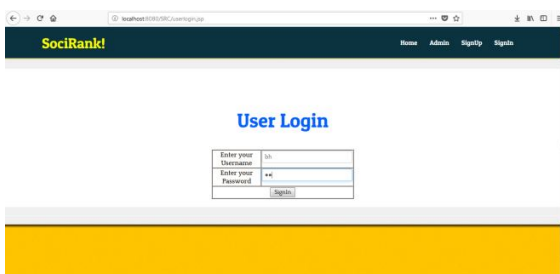 localhost:8080/SRC/userlogin.jsp
SociRank!
Home Admin SignUp SignIn
User Login
Enter your
Username
bh
Enter your
Password
••
SignIn